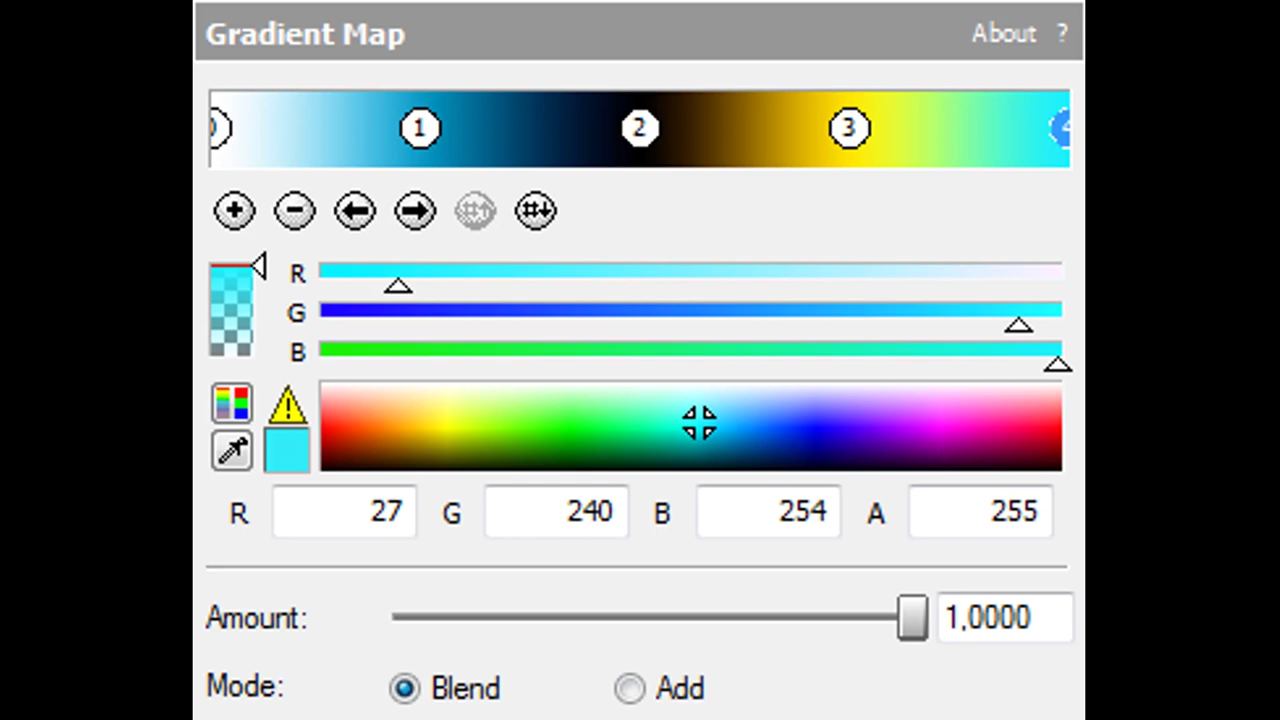 Gradient Map About ?
1 2 3
R
G
B
R 27 G 240 B 254 A 255
Amount: 1,0000
Mode: Blend Add